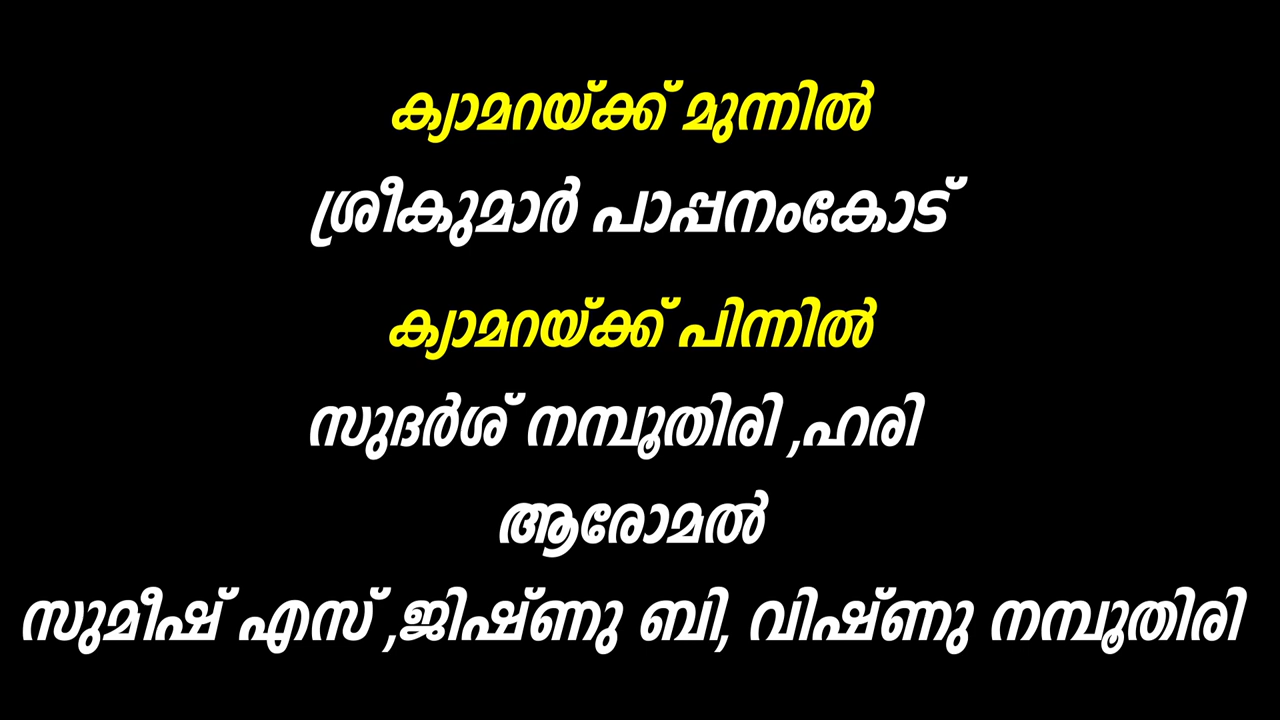 ക്യാമറയ്ക്ക് മുന്നിൽ
ശ്രീകുമാർ പാപ്പനംകോട്
ക്യാമറയ്ക്ക് പിന്നിൽ
സുദർശ് നമ്പൂതിരി ,ഹരി
ആരോമൽ
സുമീഷ് എസ് ,ജിഷ്ണു ബി, വിഷ്ണു നമ്പൂതിരി